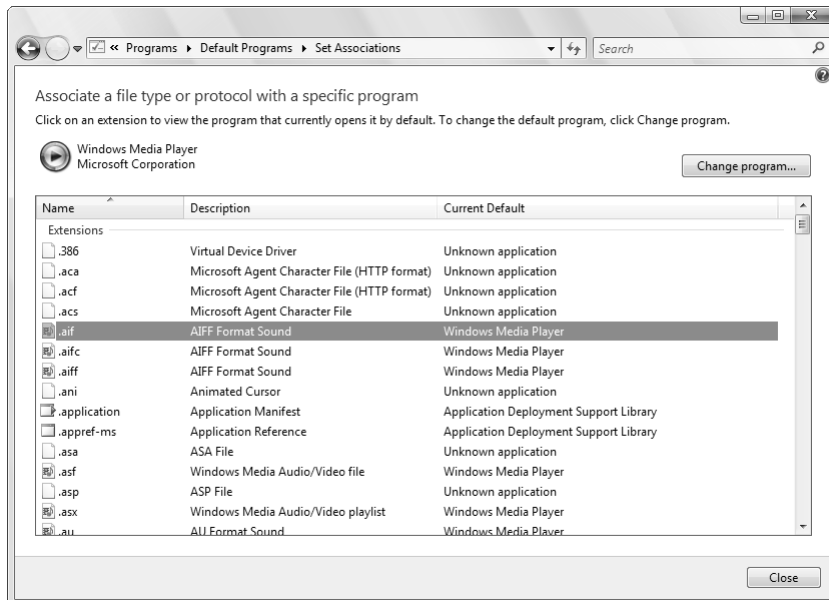 « Programs ▸ Default Programs ▸ Set Associations Search
Associate a file type or protocol with a specific program
Click on an extension to view the program that currently opens it by default. To change the default program, click Change program.
Windows Media Player
Microsoft Corporation
Change program...
Name Description Current Default
Extensions
.386 Virtual Device Driver Unknown application
.aca Microsoft Agent Character File (HTTP format) Unknown application
.acf Microsoft Agent Character File (HTTP format) Unknown application
.acs Microsoft Agent Character File Unknown application
.aif AIFF Format Sound Windows Media Player
.aifc AIFF Format Sound Windows Media Player
.aiff AIFF Format Sound Windows Media Player
.ani Animated Cursor Unknown application
.application Application Manifest Application Deployment Support Library
.appref-ms Application Reference Application Deployment Support Library
.asa ASA File Unknown application
.asf Windows Media Audio/Video file Windows Media Player
.asp ASP File Unknown application
.asx Windows Media Audio/Video playlist Windows Media Player
.au AU Format Sound Windows Media Player
Close